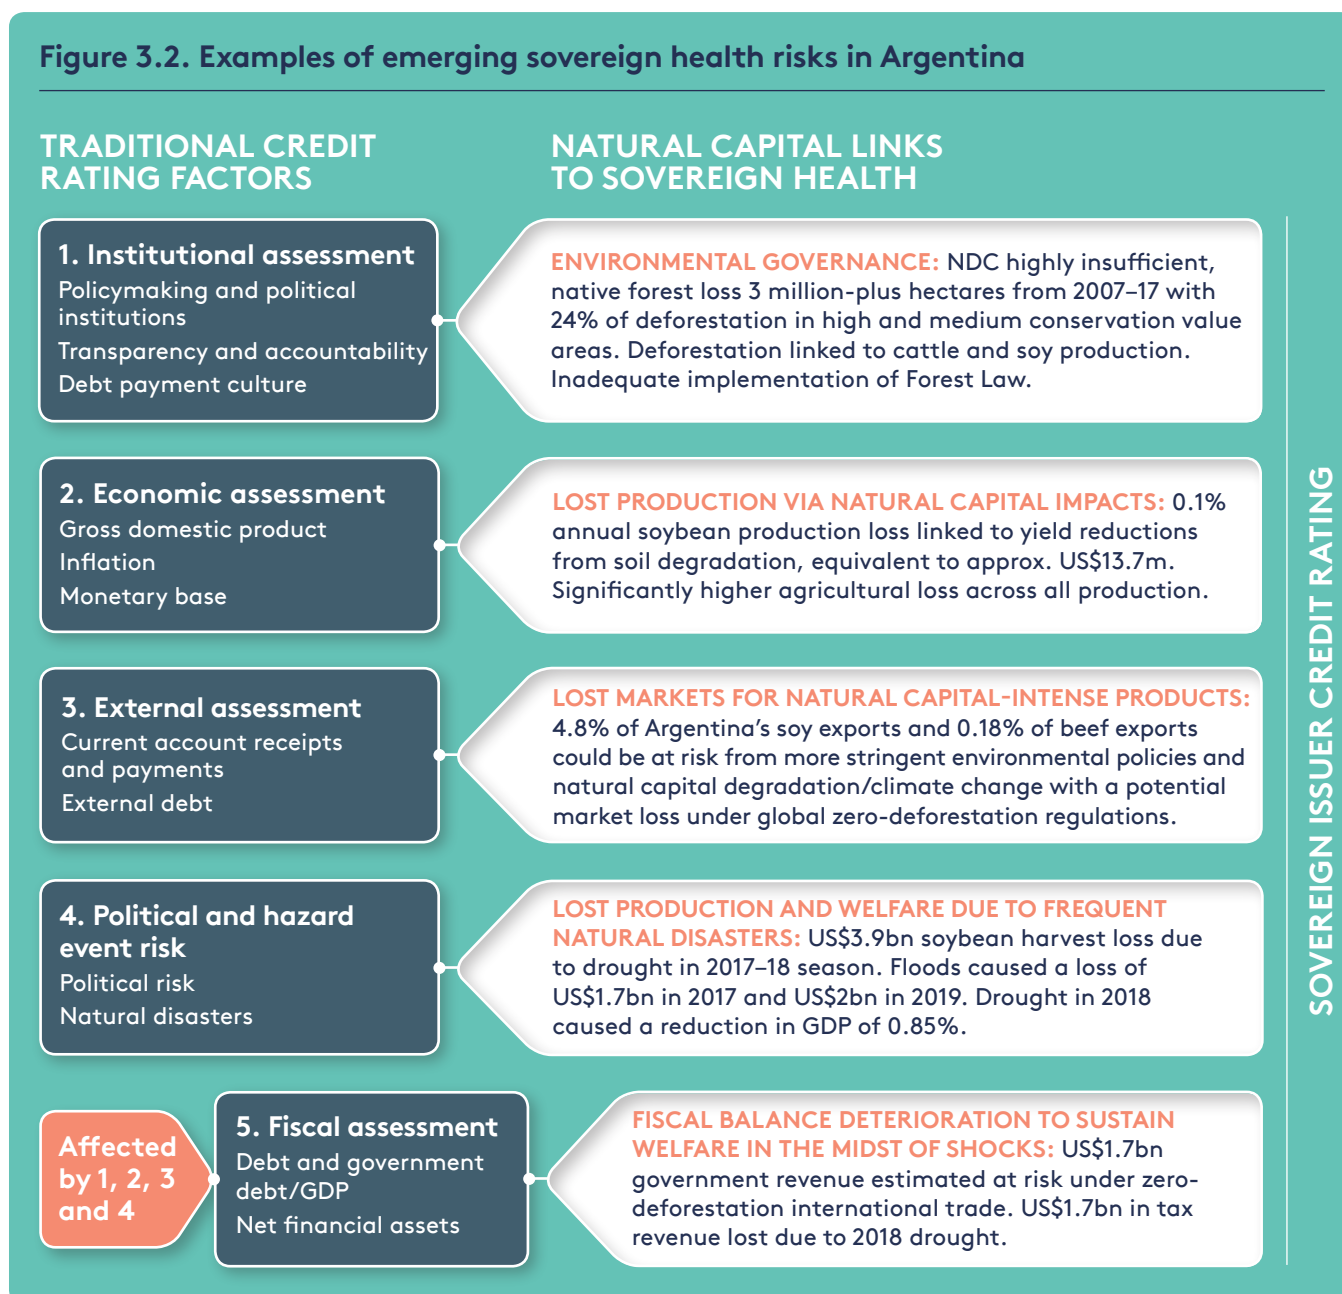 Figure 3.2. Examples of emerging sovereign health risks in Argentina
TRADITIONAL CREDIT
RATING FACTORS
NATURAL CAPITAL LINKS
TO SOVEREIGN HEALTH
1. Institutional assessment
Policymaking and political
institutions
Transparency and accountability
Debt payment culture
ENVIRONMENTAL GOVERNANCE: NDC highly insufficient,
native forest loss 3 million-plus hectares from 2007–17 with
24% of deforestation in high and medium conservation value
areas. Deforestation linked to cattle and soy production.
Inadequate implementation of Forest Law.
2. Economic assessment
Gross domestic product
Inflation
Monetary base
LOST PRODUCTION VIA NATURAL CAPITAL IMPACTS: 0.1%
annual soybean production loss linked to yield reductions
from soil degradation, equivalent to approx. US$13.7m.
Significantly higher agricultural loss across all production.
3. External assessment
Current account receipts
and payments
External debt
LOST MARKETS FOR NATURAL CAPITAL-INTENSE PRODUCTS:
4.8% of Argentina's soy exports and 0.18% of beef exports
could be at risk from more stringent environmental policies and
natural capital degradation/climate change with a potential
market loss under global zero-deforestation regulations.
4. Political and hazard
event risk
Political risk
Natural disasters
LOST PRODUCTION AND WELFARE DUE TO FREQUENT
NATURAL DISASTERS: US$3.9bn soybean harvest loss due
to drought in 2017–18 season. Floods caused a loss of
US$1.7bn in 2017 and US$2bn in 2019. Drought in 2018
caused a reduction in GDP of 0.85%.
Affected
by 1, 2, 3
and 4
5. Fiscal assessment
Debt and government
debt/GDP
Net financial assets
FISCAL BALANCE DETERIORATION TO SUSTAIN
WELFARE IN THE MIDST OF SHOCKS: US$1.7bn
government revenue estimated at risk under zero-
deforestation international trade. US$1.7bn in tax
revenue lost due to 2018 drought.
SOVEREIGN ISSUER CREDIT RATING